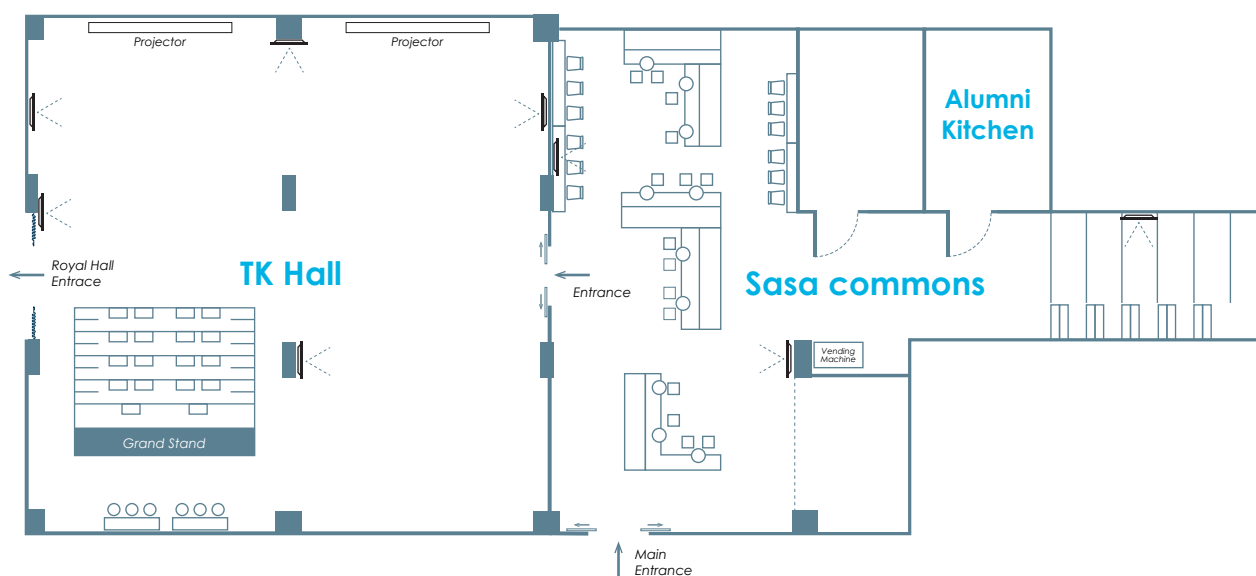 Projector
Projector
Alumni
Kitchen
Royal Hall
Entrace
TK Hall
Entrance
Sasa commons
Vending
Machine
Grand Stand
Main
Entrance